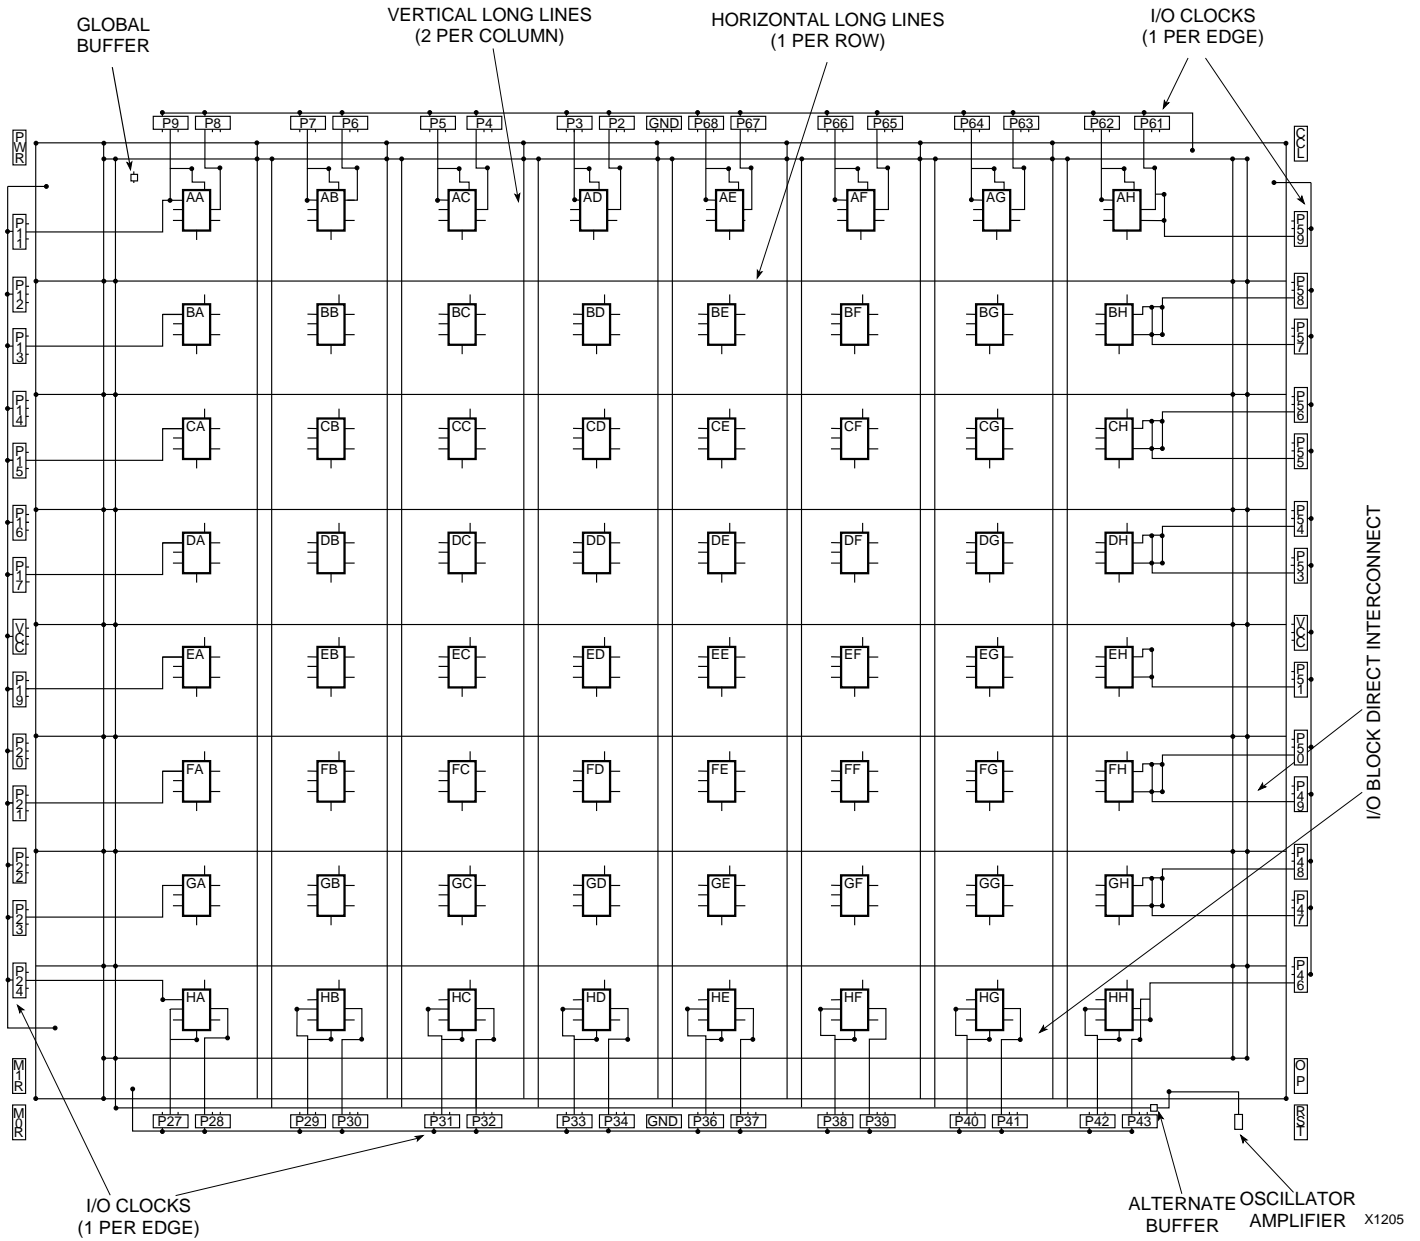 GLOBAL
BUFFER
VERTICAL LONG LINES
(2 PER COLUMN)
HORIZONTAL LONG LINES
(1 PER ROW)
I/O CLOCKS
(1 PER EDGE)
P9 P8 P7 P6 P5 P4 P3 P2 GND P68 P67 P66 P65 P64 P63 P62 P61
PWR
CCL
AA AB AC AD AE AF AG AH
P11
P59
P12
P58
BA BB BC BD BE BF BG BH
P13
P57
P14
P56
CA CB CC CD CE CF CG CH
P15
P55
P16
P54
DA DB DC DD DE DF DG DH
P17
P53
VCC
VCC
EA EB EC ED EE EF EG EH
P19
P51
I/O BLOCK DIRECT INTERCONNECT
P20
P50
FA FB FC FD FE FF FG FH
P21
P49
P22
P48
GA GB GC GD GE GF GG GH
P23
P47
P24
P46
HA HB HC HD HE HF HG HH
M1R
OP
M0R
RST
P27 P28 P29 P30 P31 P32 P33 P34 GND P36 P37 P38 P39 P40 P41 P42 P43
I/O CLOCKS
(1 PER EDGE)
ALTERNATE
BUFFER
OSCILLATOR
AMPLIFIER
X1205